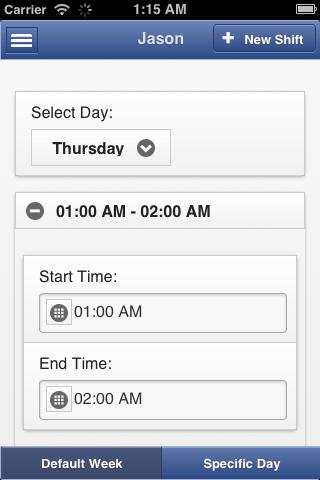 Carrier 1:15 AM
Jason
New Shift
Select Day:
Thursday
01:00 AM - 02:00 AM
Start Time:
01:00 AM
End Time:
02:00 AM
Default Week
Specific Day